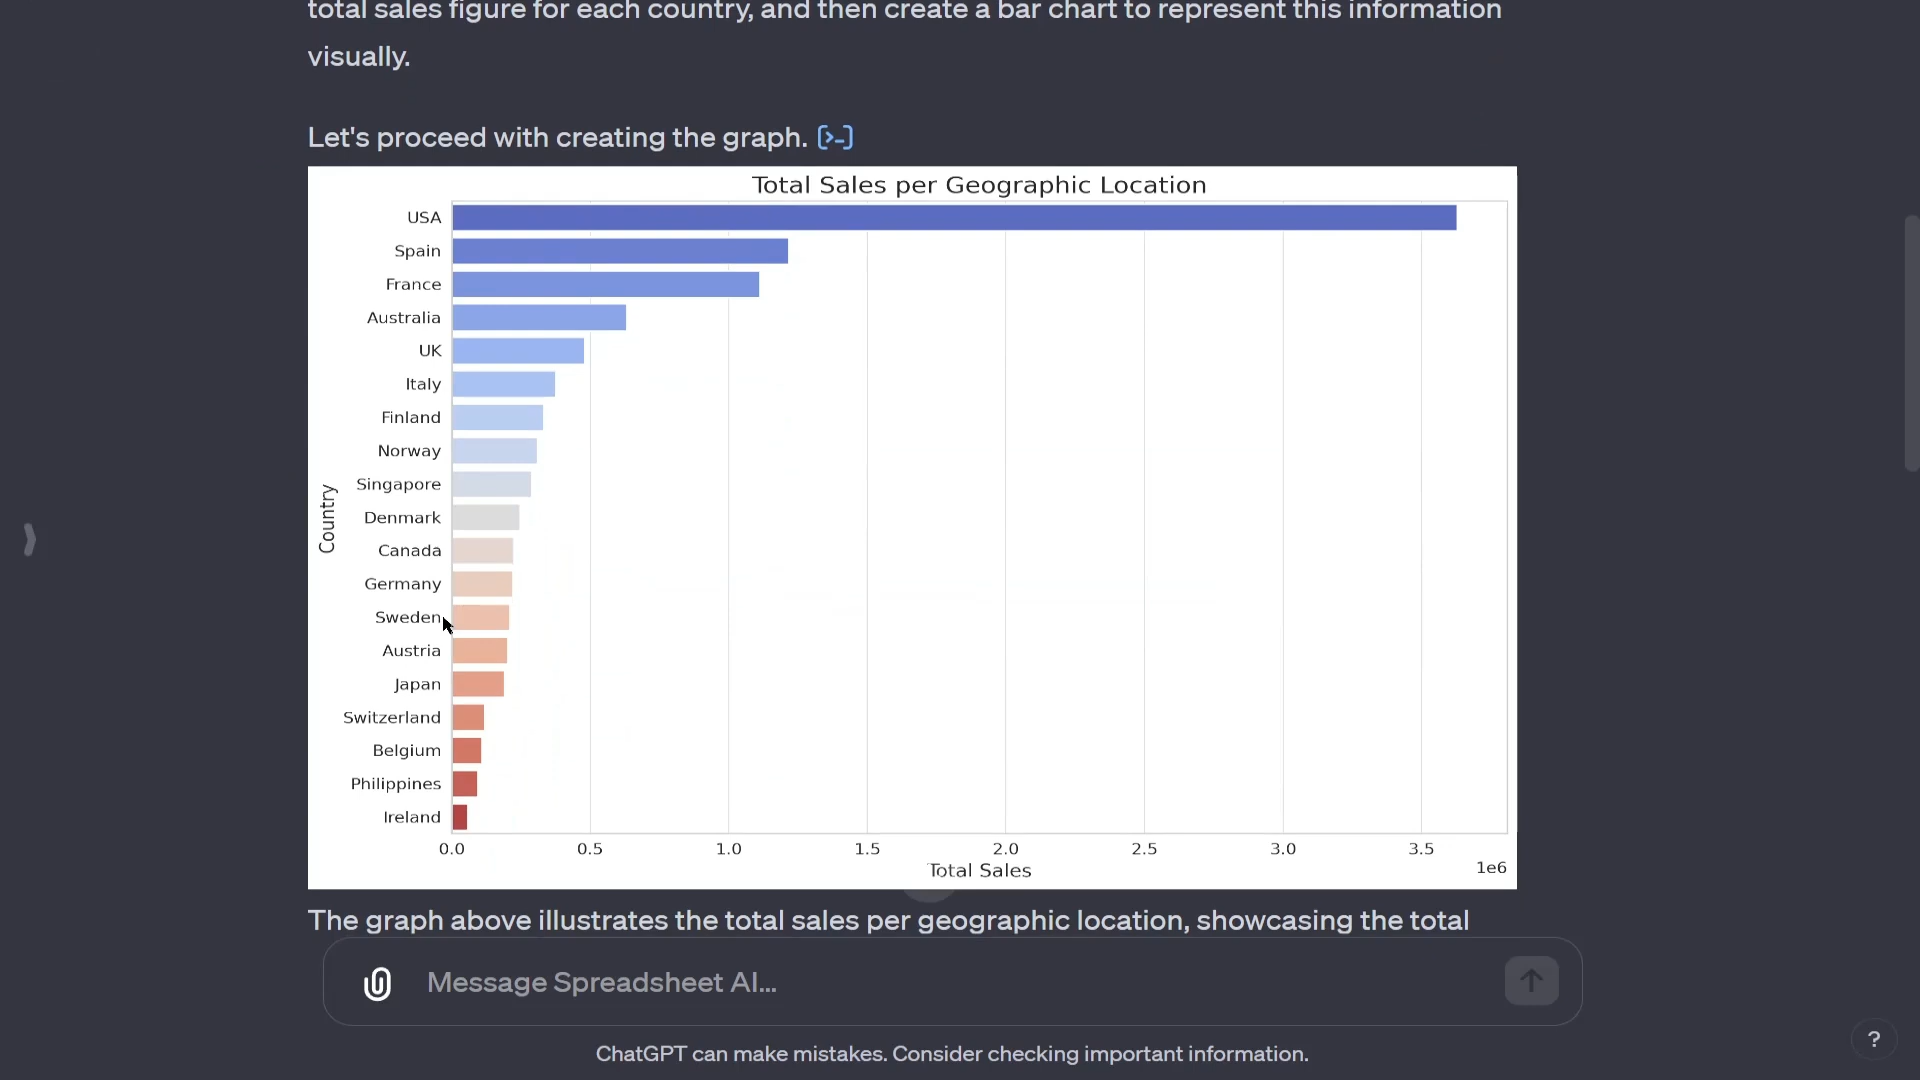 total sales figure for each country, and then create a bar chart to represent this information
visually.
Let's proceed with creating the graph. [>-]
Total Sales per Geographic Location
USA
Spain
France
Australia
UK
Italy
Finland
Norway
Singapore
Denmark
Canada
Germany
Sweden
Austria
Japan
Switzerland
Belgium
Philippines
Ireland
Country
0.0 0.5 1.0 1.5 2.0 2.5 3.0 3.5
1e6
Total Sales
The graph above illustrates the total sales per geographic location, showcasing the total
Message Spreadsheet AI...
ChatGPT can make mistakes. Consider checking important information.
?